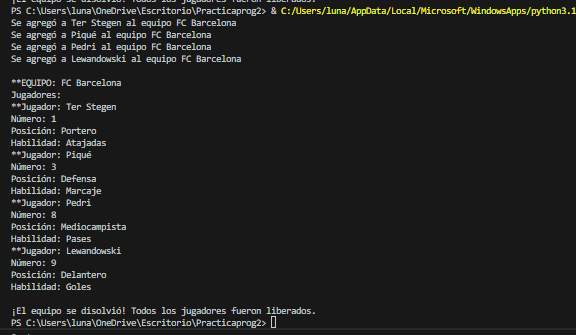 ¡El equipo se disolvió! Todos los jugadores fueron liberados.
PS C:\Users\luna\OneDrive\Escritorio\Practicaprog2> & C:/Users/luna/AppData/Local/Microsoft/WindowsApps/python3.1
Se agregó a Ter Stegen al equipo FC Barcelona
Se agregó a Piqué al equipo FC Barcelona
Se agregó a Pedri al equipo FC Barcelona
Se agregó a Lewandowski al equipo FC Barcelona
**EQUIPO: FC Barcelona
Jugadores:
**Jugador: Ter Stegen
Número: 1
Posición: Portero
Habilidad: Atajadas
**Jugador: Piqué
Número: 3
Posición: Defensa
Habilidad: Marcaje
**Jugador: Pedri
Número: 8
Posición: Mediocampista
Habilidad: Pases
**Jugador: Lewandowski
Número: 9
Posición: Delantero
Habilidad: Goles
¡El equipo se disolvió! Todos los jugadores fueron liberados.
PS C:\Users\luna\OneDrive\Escritorio\Practicaprog2>